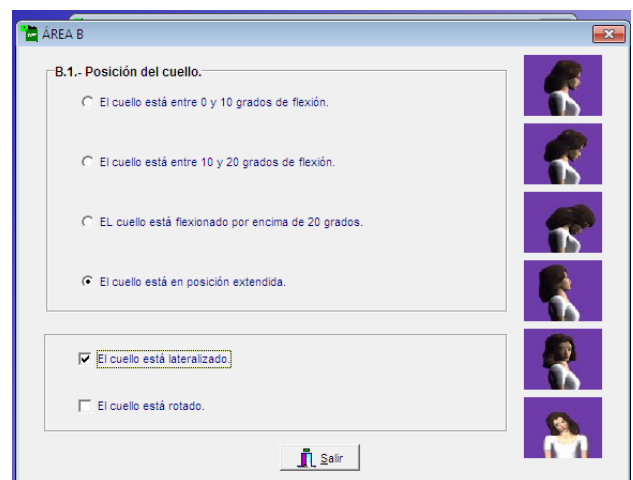 ÁREA B
B.1.- Posición del cuello.
El cuello está entre 0 y 10 grados de flexión.
El cuello está entre 10 y 20 grados de flexión.
EL cuello está flexionado por encima de 20 grados.
El cuello está en posición extendida.
El cuello está lateralizado.
El cuello está rotado.
Salir